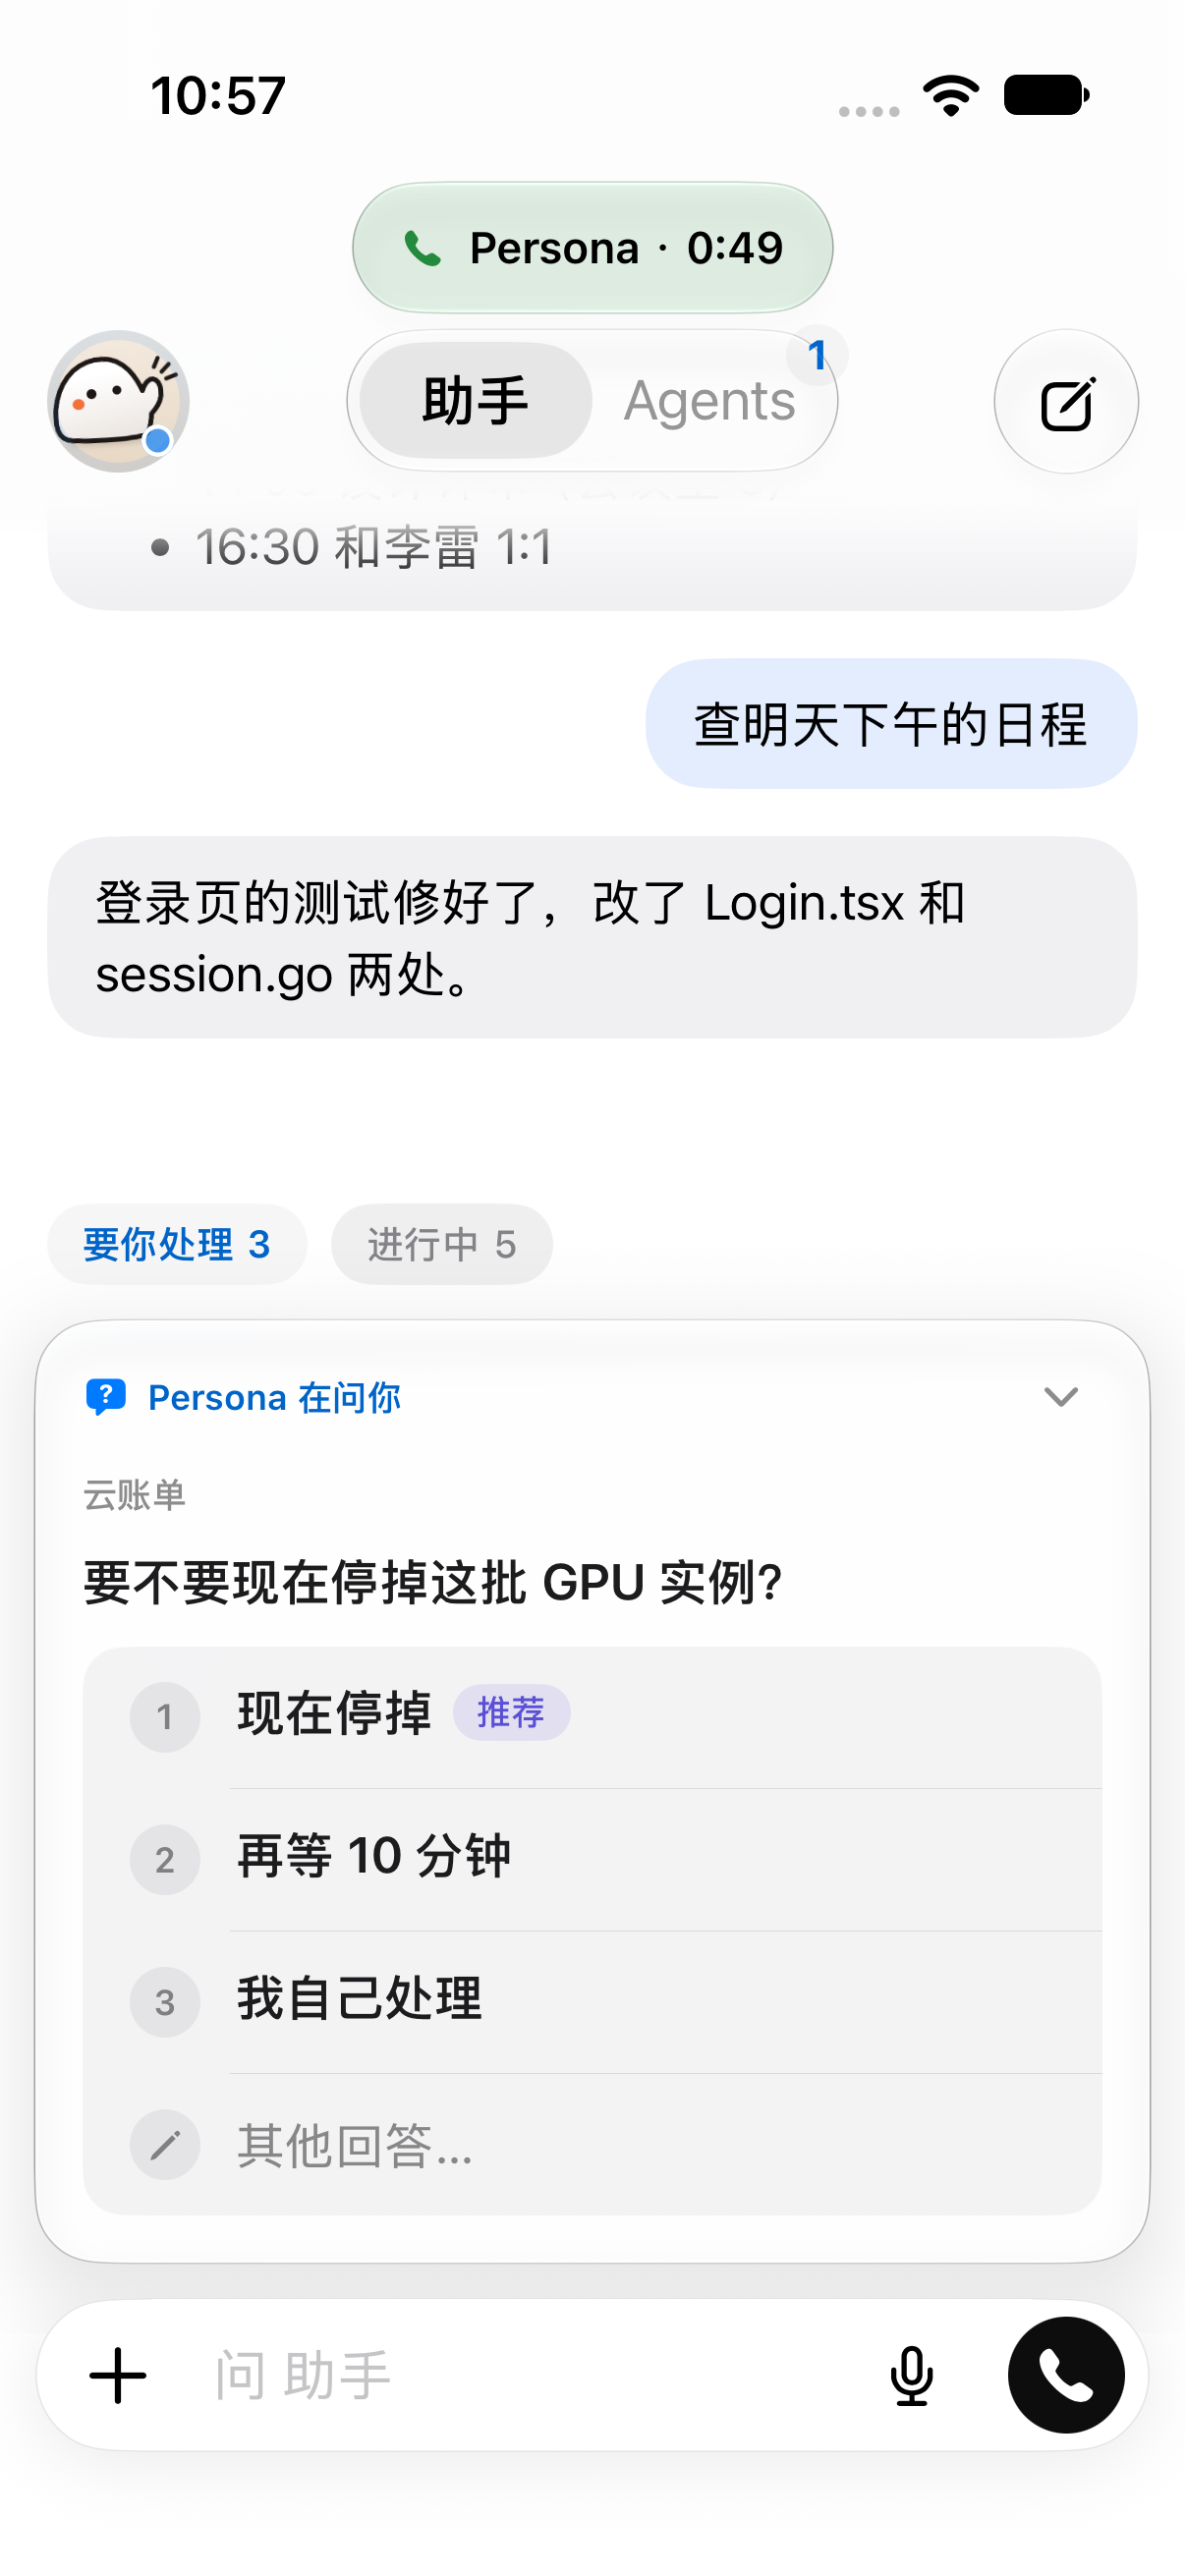 10:57
Persona · 0:49
助手 Agents 1
16:30 和李雷 1:1
查明天下午的日程
登录页的测试修好了，改了 Login.tsx 和
session.go 两处。
要你处理 3 进行中 5
Persona 在问你
云账单
要不要现在停掉这批 GPU 实例?
1 现在停掉 推荐
2 再等 10 分钟
3 我自己处理
其他回答...
问 助手